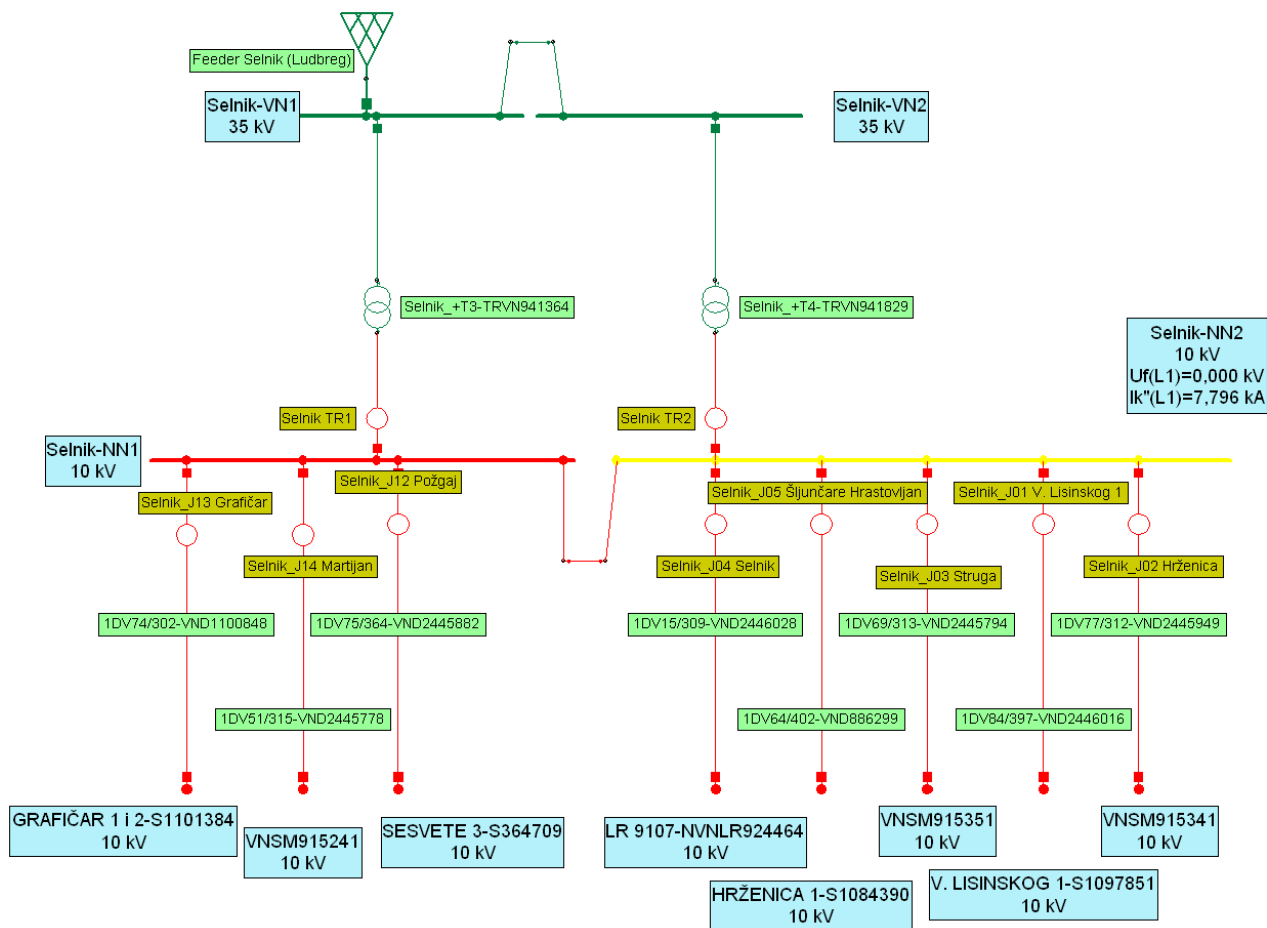 Feeder Selnik (Ludbreg)
Selnik-VN1
35 kV
Selnik-VN2
35 kV
Selnik_+T3-TRVN941364
Selnik_+T4-TRVN941829
Selnik-NN2
10 kV
Uf(L1)=0,000 kV
Ik"(L1)=7,796 kA
Selnik TR1
Selnik TR2
Selnik-NN1
10 kV
Selnik_J12 Požgaj
Selnik_J13 Grafičar
Selnik_J05 Šljunčare Hrastovljan
Selnik_J01 V. Lisinskog 1
Selnik_J14 Martijan
Selnik_J04 Selnik
Selnik_J03 Struga
Selnik_J02 Hrženica
1DV74/302-VND1100848
1DV75/364-VND2445882
1DV15/309-VND2446028
1DV69/313-VND2445794
1DV77/312-VND2445949
1DV51/315-VND2445778
1DV64/402-VND886299
1DV84/397-VND2446016
GRAFIČAR 1 i 2-S1101384
10 kV
VNSM915241
10 kV
SESVETE 3-S364709
10 kV
LR 9107-NVNLR924464
10 kV
HRŽENICA 1-S1084390
10 kV
VNSM915351
10 kV
V. LISINSKOG 1-S1097851
10 kV
VNSM915341
10 kV